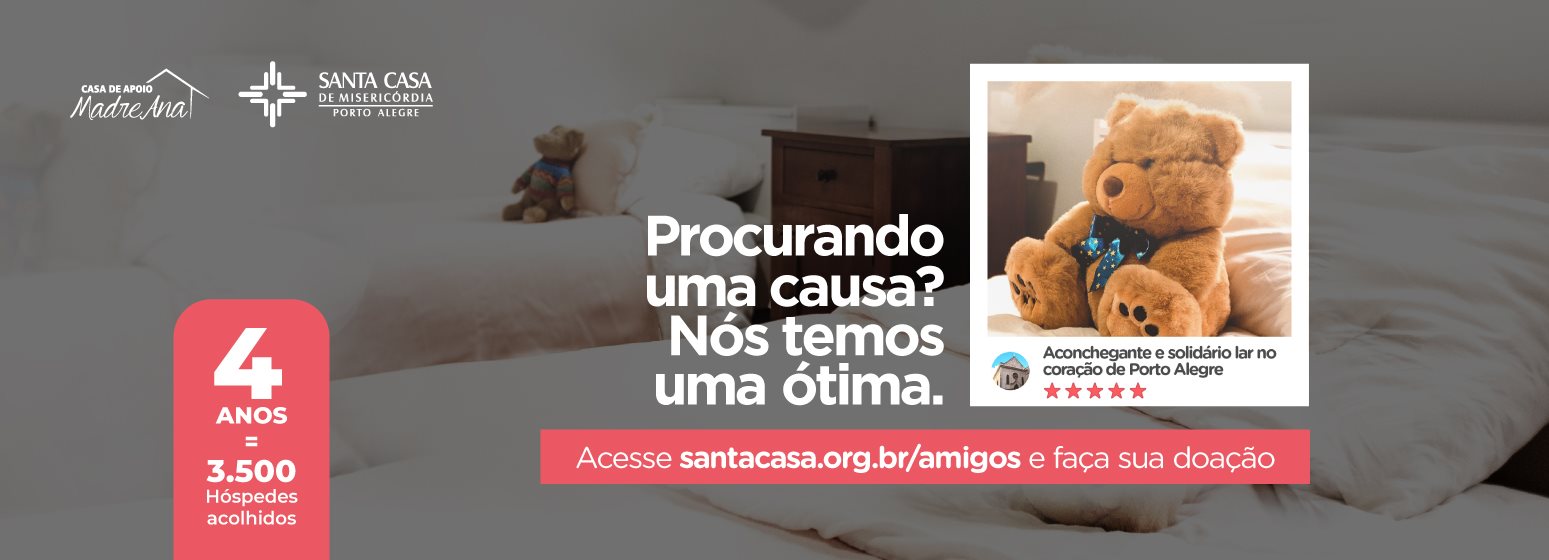 CASA DE APOIO
Madre Ana
SANTA CASA
DE MISERICÓRDIA
PORTO ALEGRE
Procurando
uma causa?
Nós temos
uma ótima.
Aconchegante e solidário lar no
coração de Porto Alegre
4
ANOS
=
3.500
Hóspedes
acolhidos
Acesse santacasa.org.br/amigos e faça sua doação